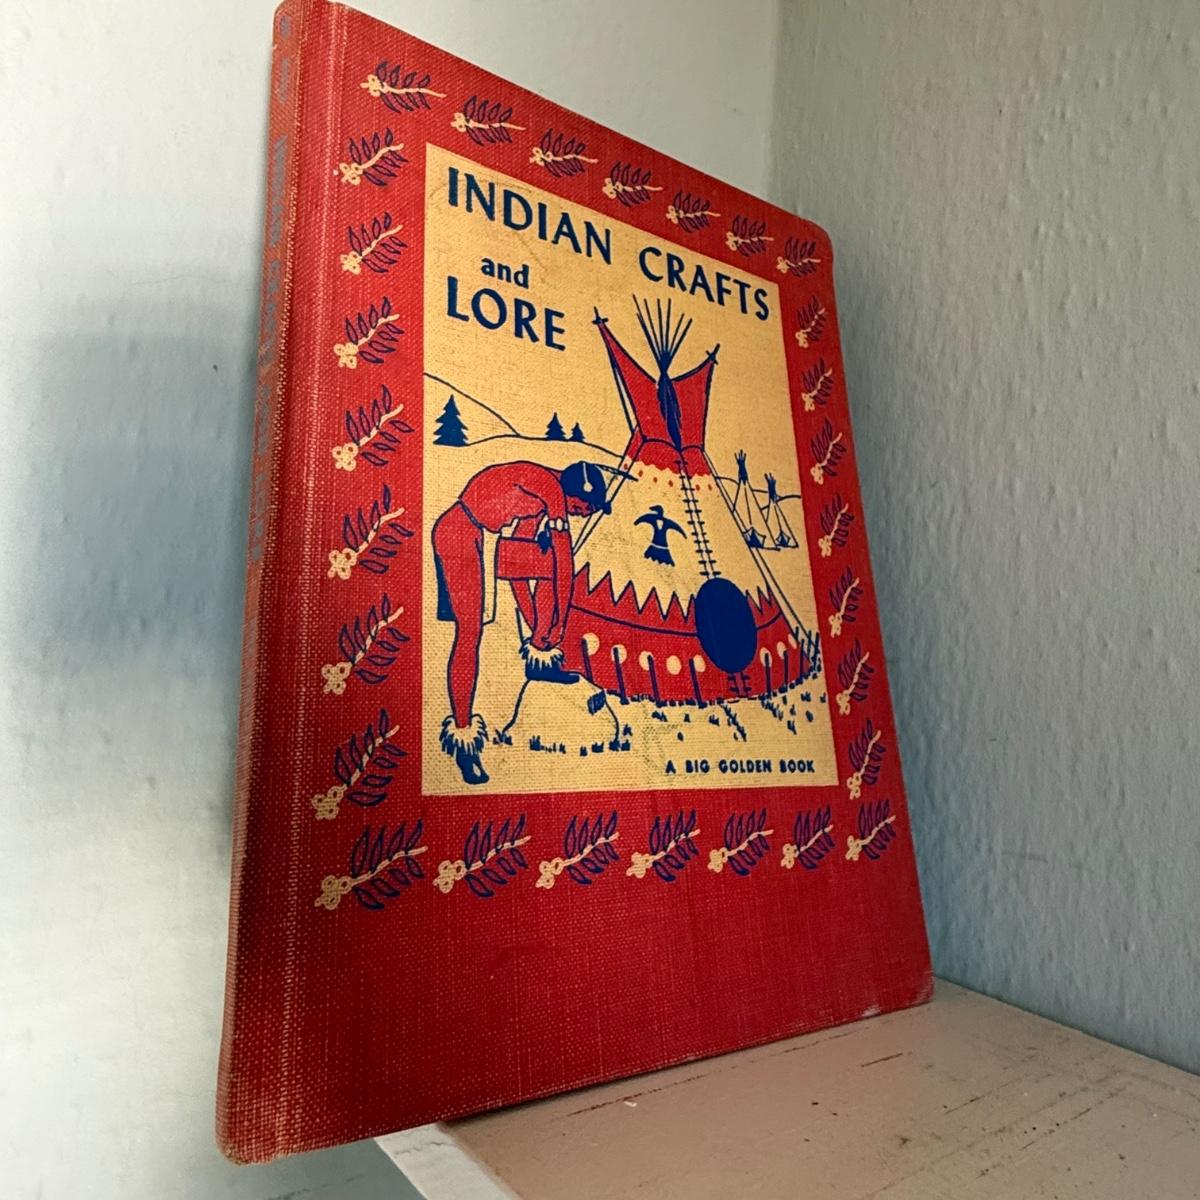 INDIAN CRAFTS
and
LORE
A BIG GOLDEN BOOK